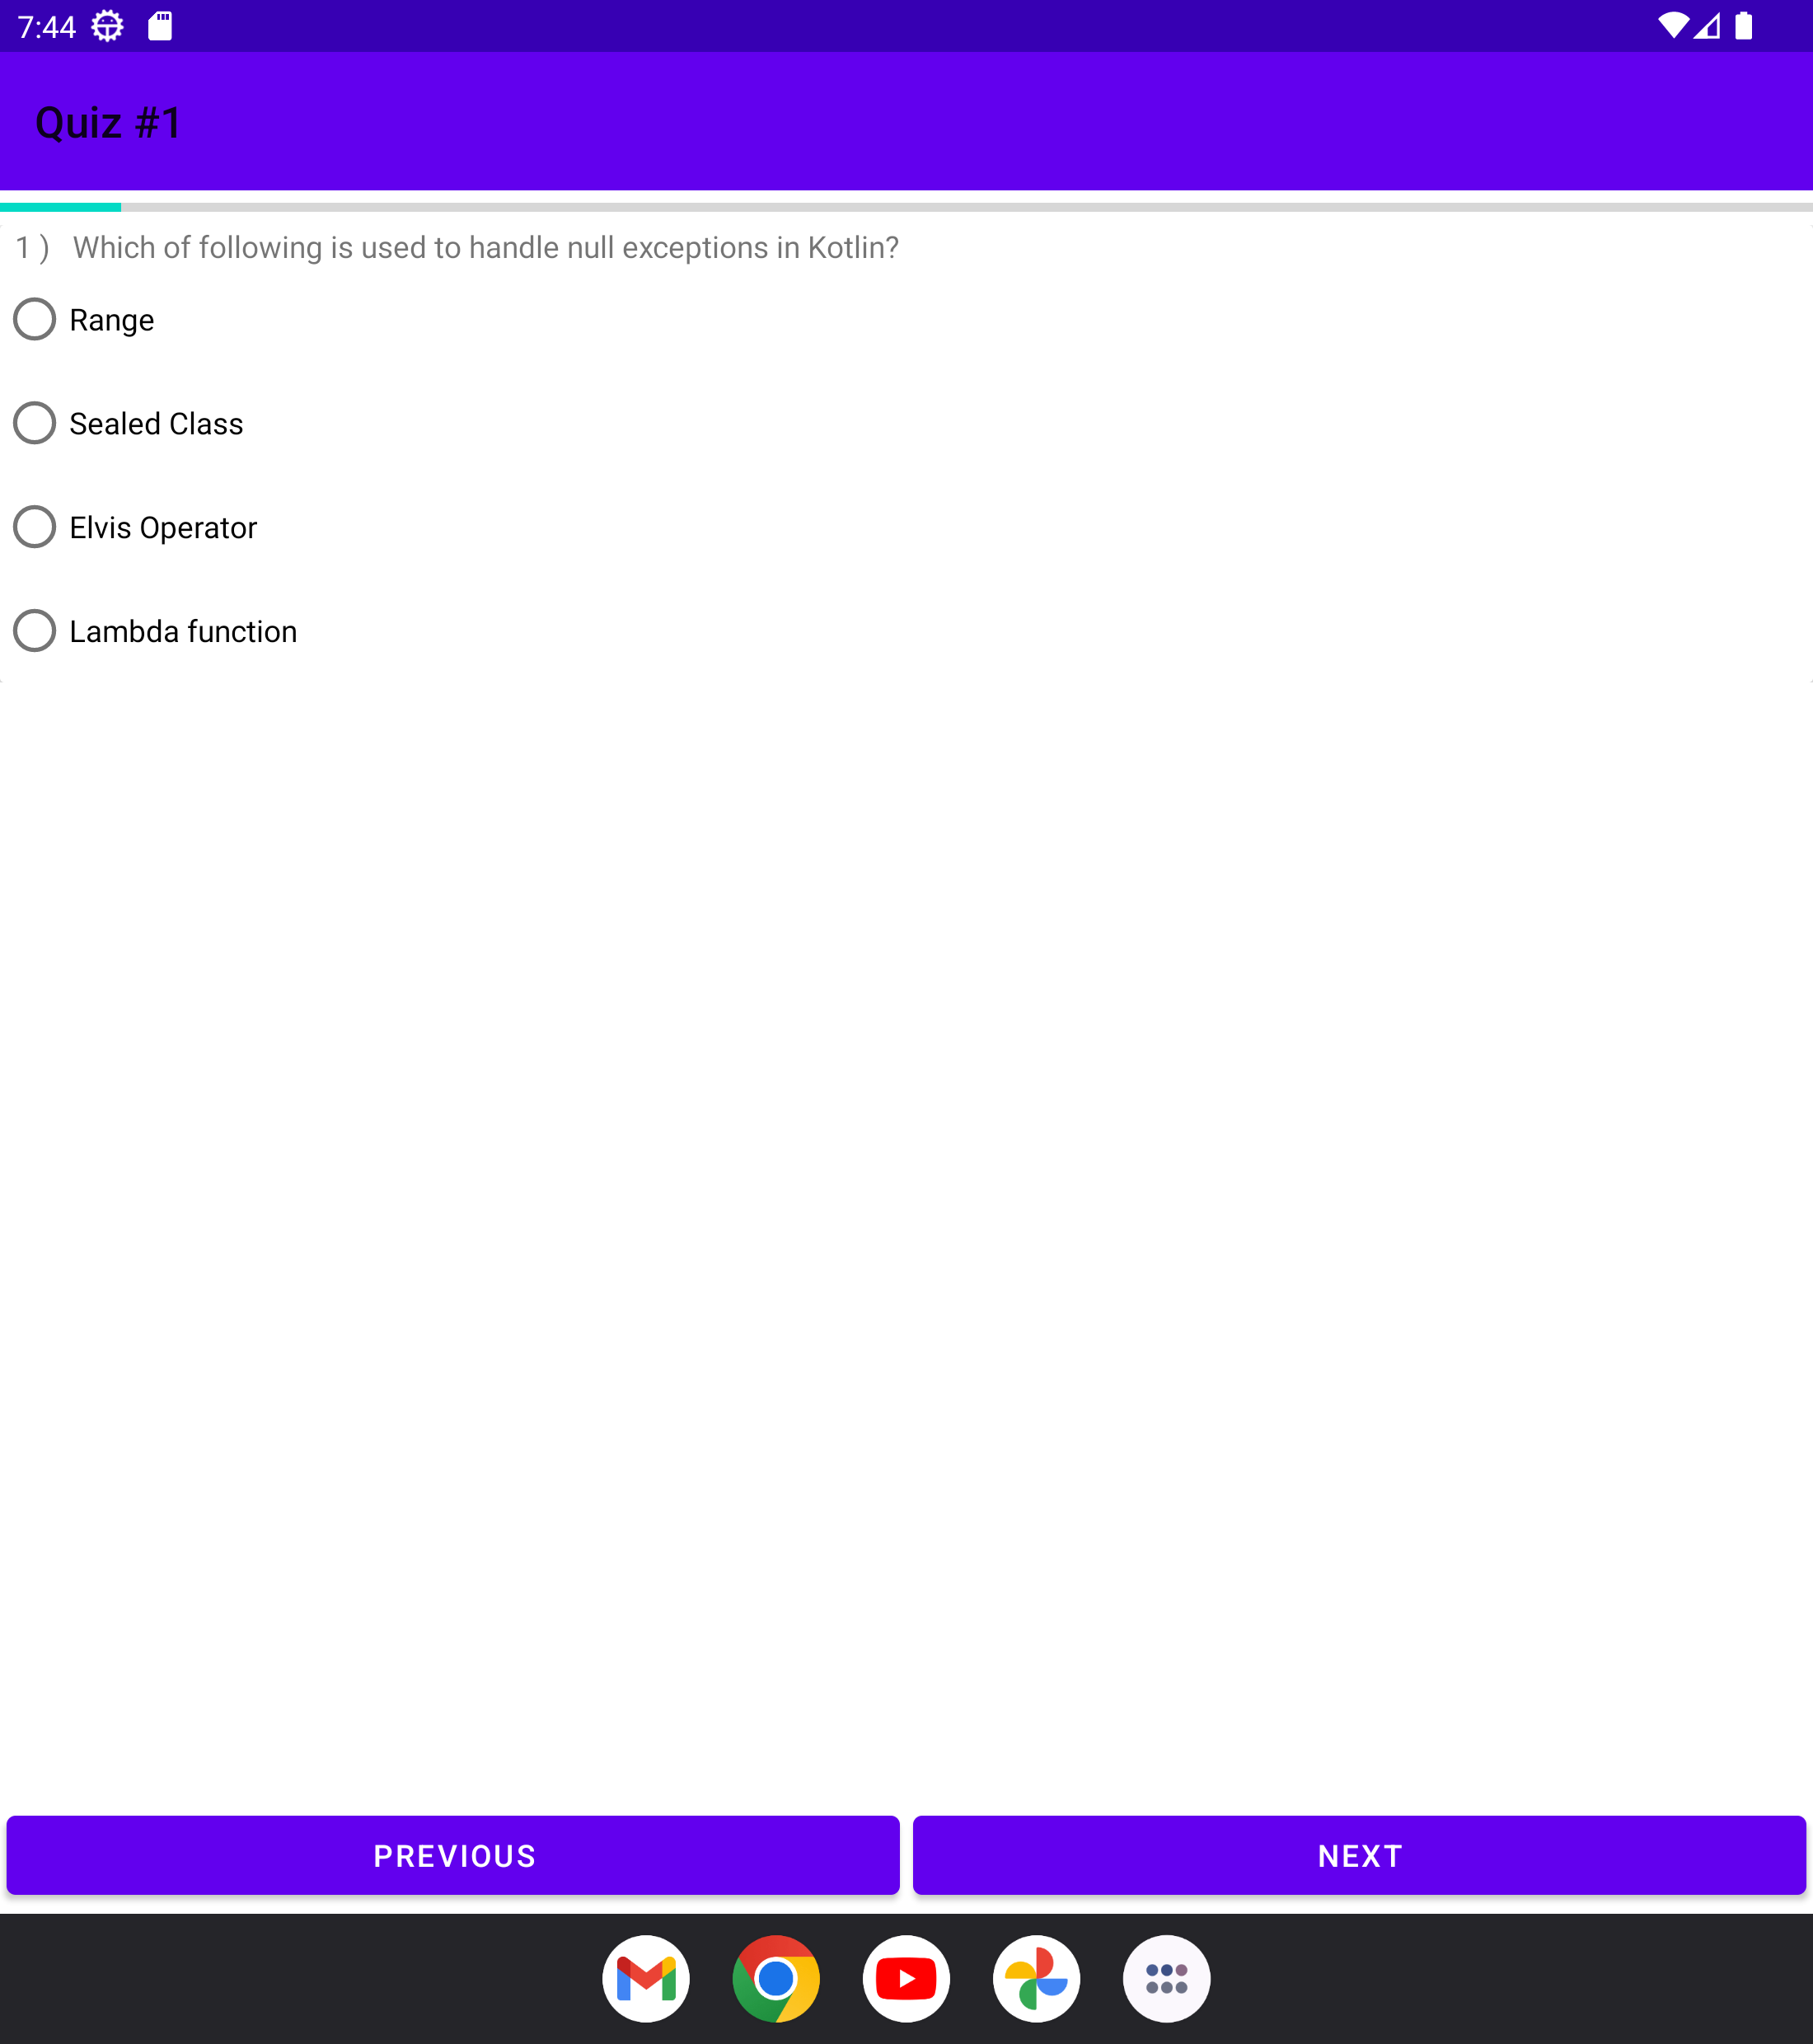 7:44
Quiz #1
1 ) Which of following is used to handle null exceptions in Kotlin?
Range
Sealed Class
Elvis Operator
Lambda function
PREVIOUS NEXT